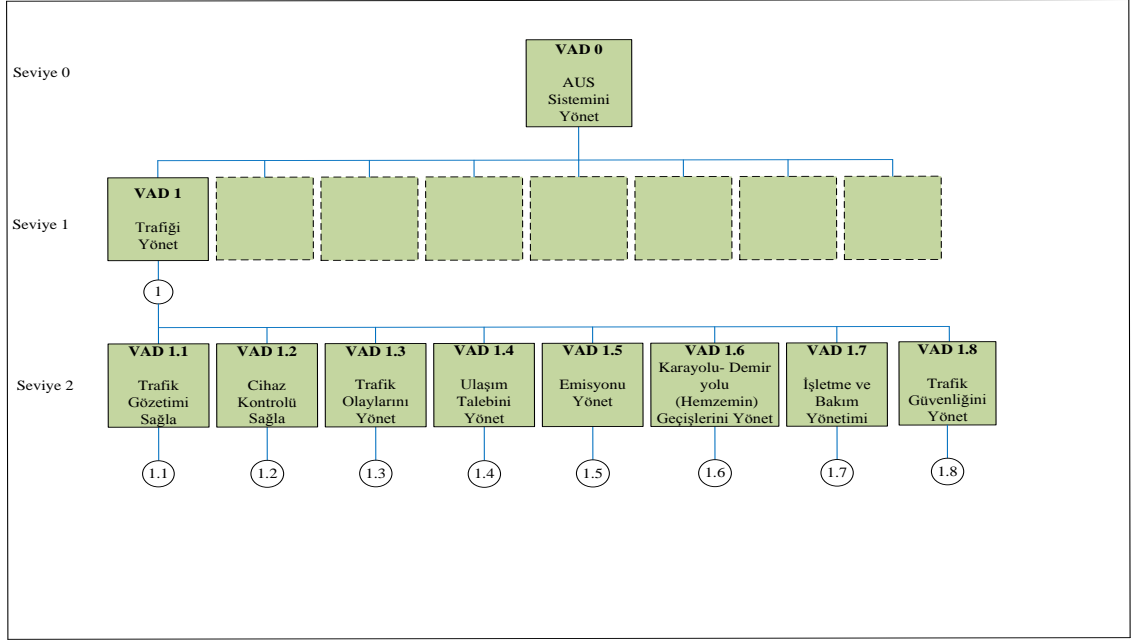 VAD 0
Seviye 0
AUS
Sistemini
Yönet
VAD 1
Seviye 1
Trafiği
Yönet
1
Seviye 2
VAD 1.1
Trafik
Gözetimi
Sağla
VAD 1.2
Cihaz
Kontrolü
Sağla
VAD 1.3
Trafik
Olaylarını
Yönet
VAD 1.4
Ulaşım
Talebini
Yönet
VAD 1.5
Emisyonu
Yönet
VAD 1.6
Karayolu- Demir
yolu
(Hemzemin)
Geçişlerini Yönet
VAD 1.7
İşletme ve
Bakım
Yönetimi
VAD 1.8
Trafik
Güvenliğini
Yönet
1.1
1.2
1.3
1.4
1.5
1.6
1.7
1.8